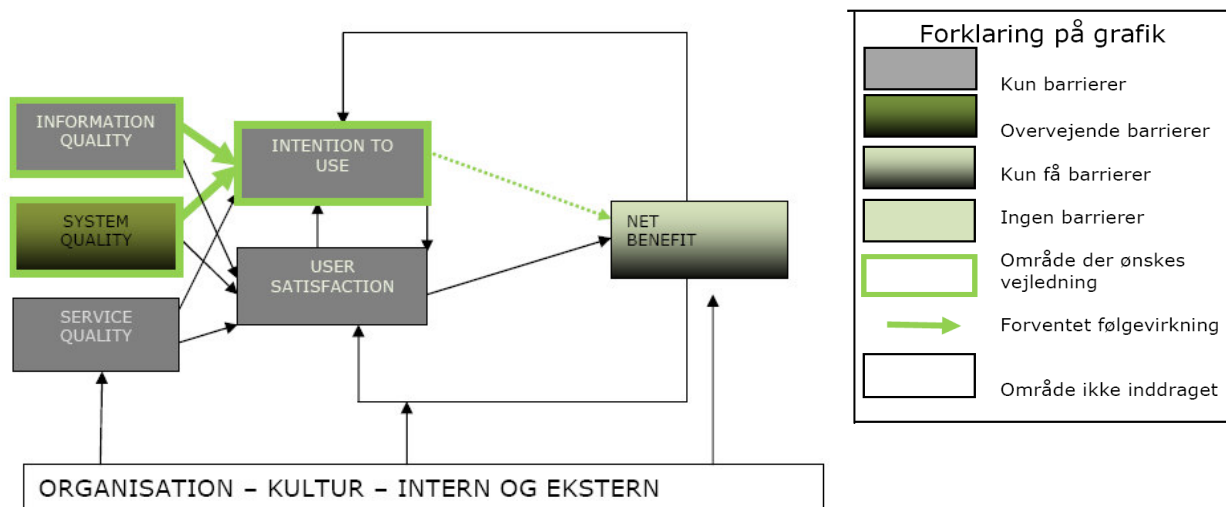 INFORMATION
QUALITY
SYSTEM
QUALITY
SERVICE
QUALITY
INTENTION TO
USE
USER
SATISFACTION
NET
BENEFIT
ORGANISATION – KULTUR – INTERN OG EKSTERN
Forklaring på grafik
Kun barrierer
Overvejende barrierer
Kun få barrierer
Ingen barrierer
Område der ønskes
vejledning
Forventet følgevirkning
Område ikke inddraget